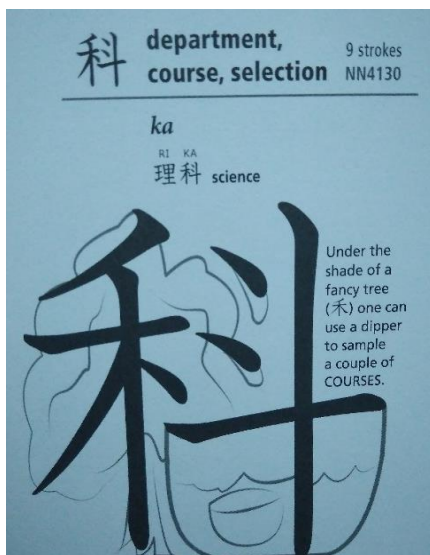 科 department, 9 strokes
course, selection NN4130
ka
RI KA
理科 science
科
Under the
shade of a
fancy tree
(禾) one can
use a dipper
to sample
a couple of
COURSES.